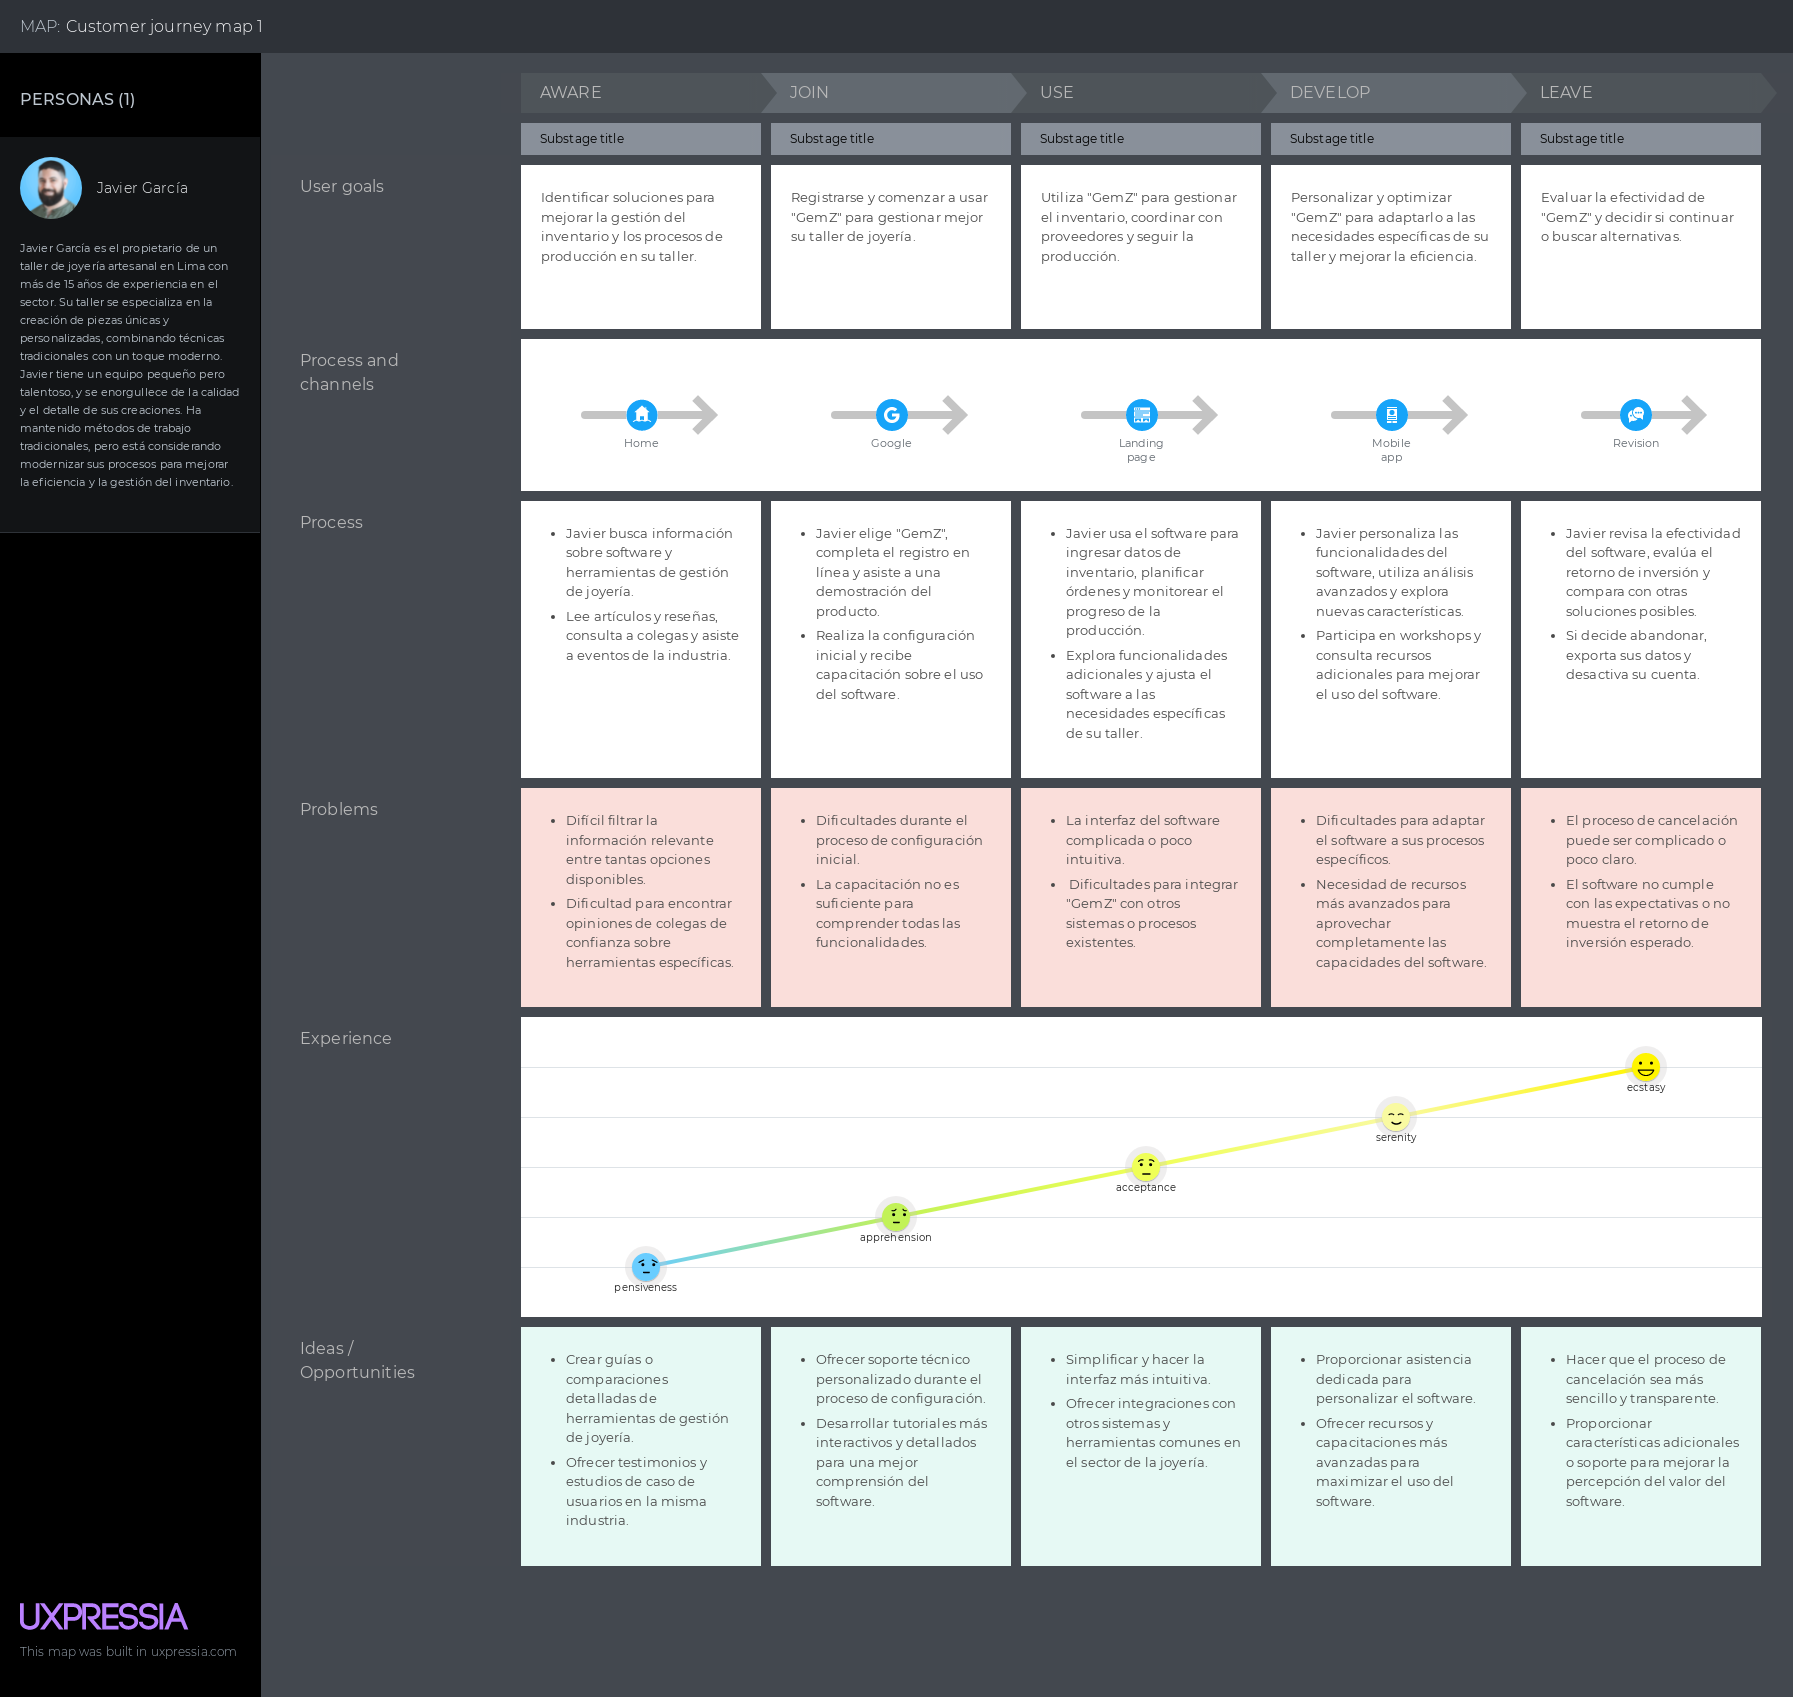 MAP: Customer journey map 1
PERSONAS (1)
Javier García
Javier García es el propietario de un
taller de joyería artesanal en Lima con
más de 15 años de experiencia en el
sector. Su taller se especializa en la
creación de piezas únicas y
personalizadas, combinando técnicas
tradicionales con un toque moderno.
Javier tiene un equipo pequeño pero
talentoso, y se enorgullece de la calidad
y el detalle de sus creaciones. Ha
mantenido métodos de trabajo
tradicionales, pero está considerando
modernizar sus procesos para mejorar
la eficiencia y la gestión del inventario.
AWARE
JOIN
USE
DEVELOP
LEAVE
Substage title
Substage title
Substage title
Substage title
Substage title
User goals
Identificar soluciones para
mejorar la gestión del
inventario y los procesos de
producción en su taller.
Registrarse y comenzar a usar
"GemZ" para gestionar mejor
su taller de joyería.
Utiliza "GemZ" para gestionar
el inventario, coordinar con
proveedores y seguir la
producción.
Personalizar y optimizar
"GemZ" para adaptarlo a las
necesidades específicas de su
taller y mejorar la eficiencia.
Evaluar la efectividad de
"GemZ" y decidir si continuar
o buscar alternativas.
Process and
channels
Home
Google
Landing
page
Mobile
app
Revision
Process
• Javier busca información
sobre software y
herramientas de gestión
de joyería.
• Lee artículos y reseñas,
consulta a colegas y asiste
a eventos de la industria.
• Javier elige "GemZ",
completa el registro en
línea y asiste a una
demostración del
producto.
• Realiza la configuración
inicial y recibe
capacitación sobre el uso
del software.
• Javier usa el software para
ingresar datos de
inventario, planificar
órdenes y monitorear el
progreso de la
producción.
• Explora funcionalidades
adicionales y ajusta el
software a las
necesidades específicas
de su taller.
• Javier personaliza las
funcionalidades del
software, utiliza análisis
avanzados y explora
nuevas características.
• Participa en workshops y
consulta recursos
adicionales para mejorar
el uso del software.
• Javier revisa la efectividad
del software, evalúa el
retorno de inversión y
compara con otras
soluciones posibles.
• Si decide abandonar,
exporta sus datos y
desactiva su cuenta.
Problems
• Difícil filtrar la
información relevante
entre tantas opciones
disponibles.
• Dificultad para encontrar
opiniones de colegas de
confianza sobre
herramientas específicas.
• Dificultades durante el
proceso de configuración
inicial.
• La capacitación no es
suficiente para
comprender todas las
funcionalidades.
• La interfaz del software
complicada o poco
intuitiva.
• Dificultades para integrar
"GemZ" con otros
sistemas o procesos
existentes.
• Dificultades para adaptar
el software a sus procesos
específicos.
• Necesidad de recursos
más avanzados para
aprovechar
completamente las
capacidades del software.
• El proceso de cancelación
puede ser complicado o
poco claro.
• El software no cumple
con las expectativas o no
muestra el retorno de
inversión esperado.
Experience
ecstasy
serenity
acceptance
apprehension
pensiveness
Ideas /
Opportunities
• Crear guías o
comparaciones
detalladas de
herramientas de gestión
de joyería.
• Ofrecer testimonios y
estudios de caso de
usuarios en la misma
industria.
• Ofrecer soporte técnico
personalizado durante el
proceso de configuración.
• Desarrollar tutoriales más
interactivos y detallados
para una mejor
comprensión del
software.
• Simplificar y hacer la
interfaz más intuitiva.
• Ofrecer integraciones con
otros sistemas y
herramientas comunes en
el sector de la joyería.
• Proporcionar asistencia
dedicada para
personalizar el software.
• Ofrecer recursos y
capacitaciones más
avanzadas para
maximizar el uso del
software.
• Hacer que el proceso de
cancelación sea más
sencillo y transparente.
• Proporcionar
características adicionales
o soporte para mejorar la
percepción del valor del
software.
UXPRESSIA
This map was built in uxpressia.com